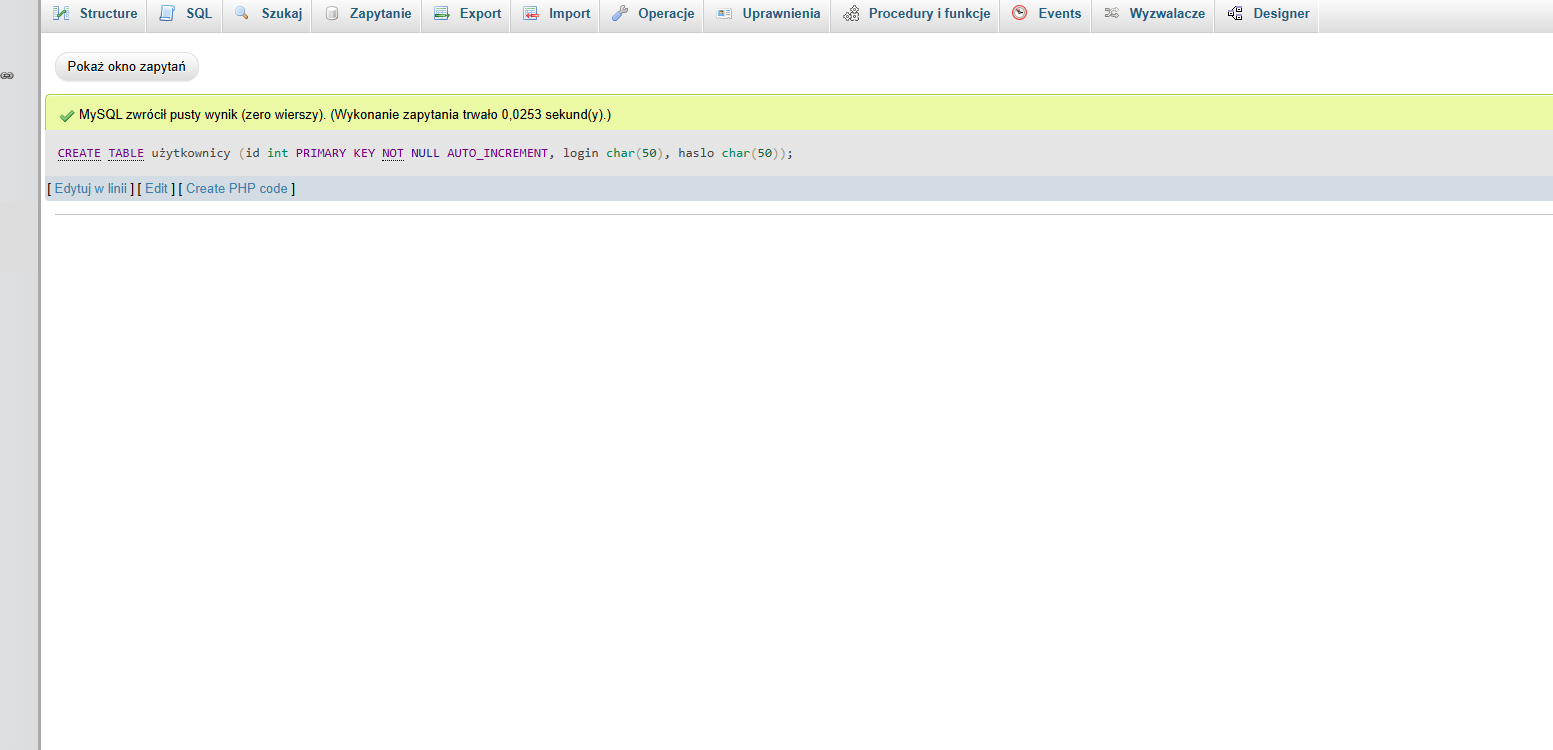 Structure SQL Szukaj Zapytanie Export Import Operacje Uprawnienia Procedury i funkcje Events Wyzwalacze Designer
Pokaż okno zapytań
MySQL zwrócił pusty wynik (zero wierszy). (Wykonanie zapytania trwało 0,0253 sekund(y).)
CREATE TABLE użytkownicy (id int PRIMARY KEY NOT NULL AUTO_INCREMENT, login char(50), haslo char(50));
[ Edytuj w linii ] [ Edit ] [ Create PHP code ]